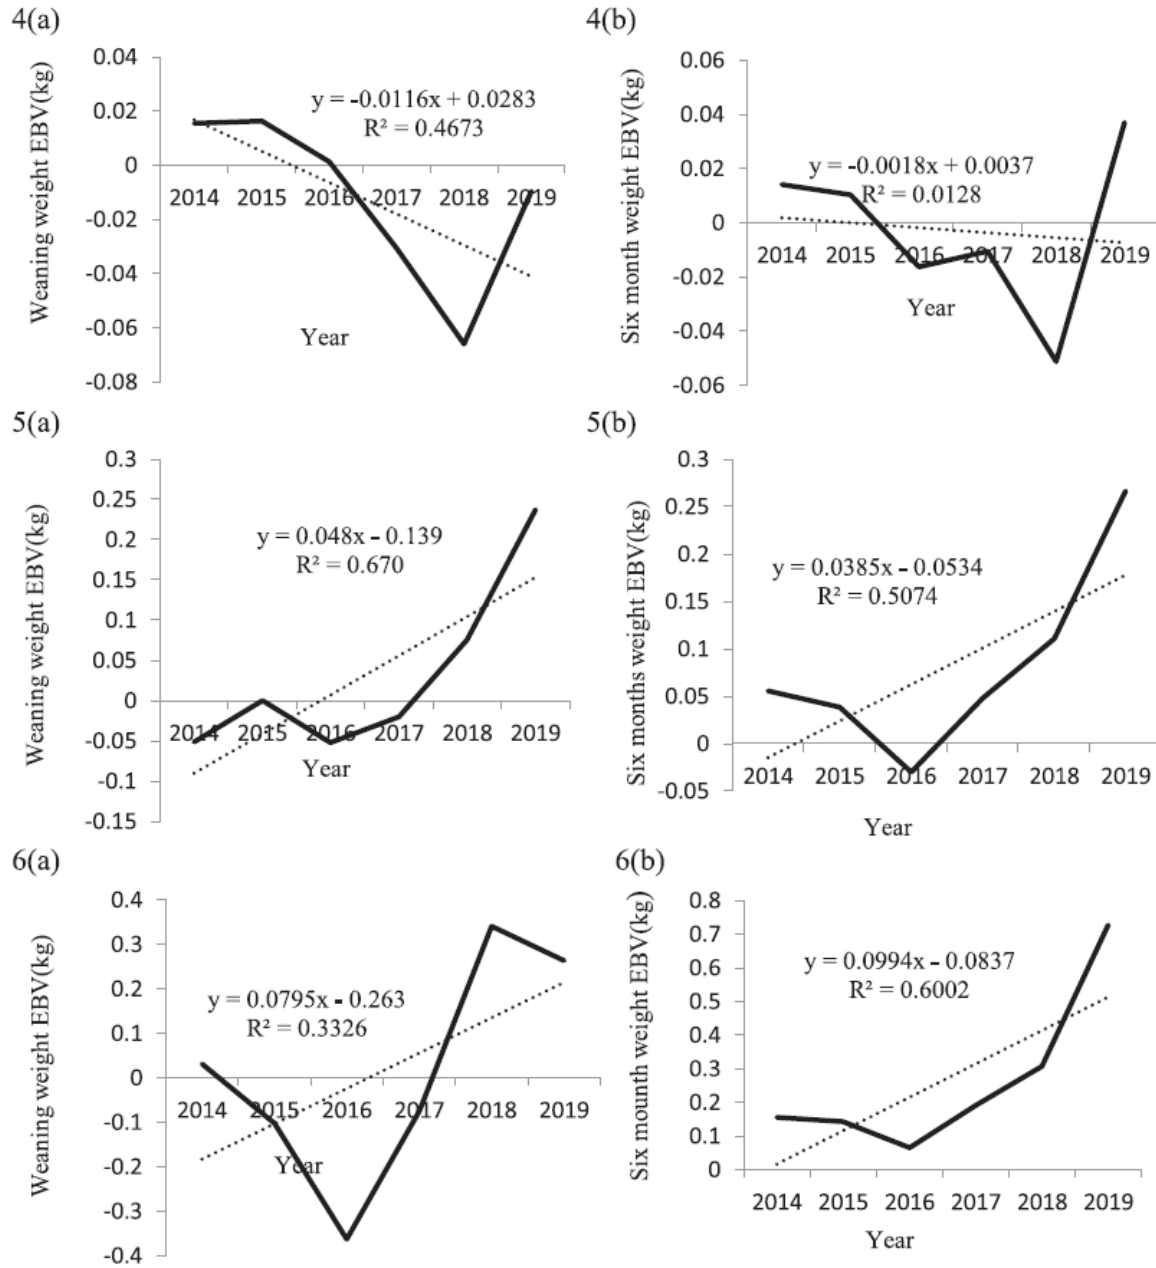 4(a)
Weaning weight EBV(kg)
0.04
0.02
0
-0.02
-0.04
-0.06
-0.08
y = -0.0116x + 0.0283
R² = 0.4673
2014 2015 2016 2017 2018 2019
Year
4(b)
Six month weight EBV(kg)
0.06
0.04
0.02
0
-0.02
-0.04
-0.06
y = -0.0018x + 0.0037
R² = 0.0128
2014 2015 2016 2017 2018 2019
Year
5(a)
Weaning weight EBV(kg)
0.3
0.25
0.2
0.15
0.1
0.05
0
-0.05
-0.1
-0.15
y = 0.048x - 0.139
R² = 0.670
2014 2015 2016 2017 2018 2019
Year
5(b)
Six months weight EBV(kg)
0.3
0.25
0.2
0.15
0.1
0.05
0
-0.05
y = 0.0385x - 0.0534
R² = 0.5074
2014 2015 2016 2017 2018 2019
Year
6(a)
Weaning weight EBV(kg)
0.4
0.3
0.2
0.1
0
-0.1
-0.2
-0.3
-0.4
y = 0.0795x - 0.263
R² = 0.3326
2014 2015 2016 2017 2018 2019
Year
6(b)
Six mounth weight EBV(kg)
0.8
0.7
0.6
0.5
0.4
0.3
0.2
0.1
0
y = 0.0994x - 0.0837
R² = 0.6002
2014 2015 2016 2017 2018 2019
Year